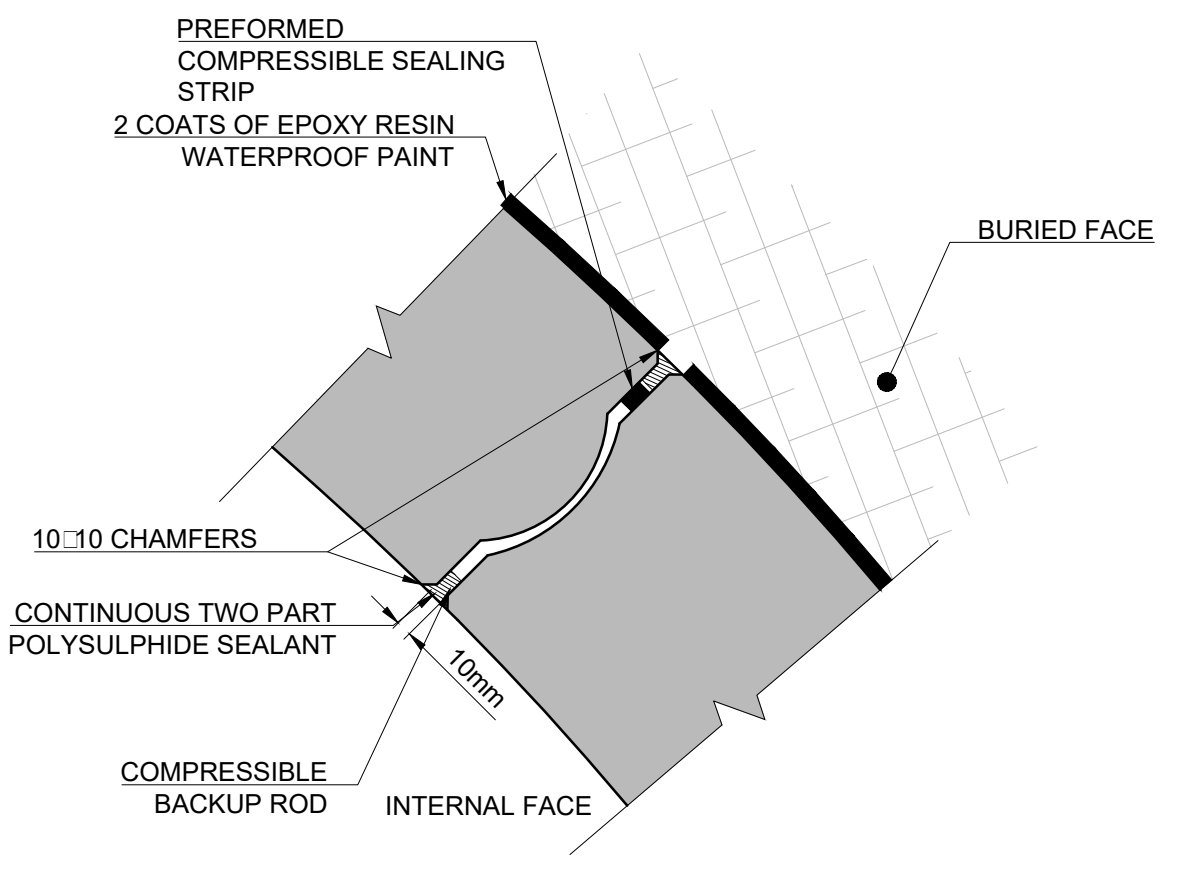 PREFORMED
COMPRESSIBLE SEALING
STRIP
2 COATS OF EPOXY RESIN
WATERPROOF PAINT
BURIED FACE
10□10 CHAMFERS
CONTINUOUS TWO PART
POLYSULPHIDE SEALANT
10mm
COMPRESSIBLE
BACKUP ROD
INTERNAL FACE